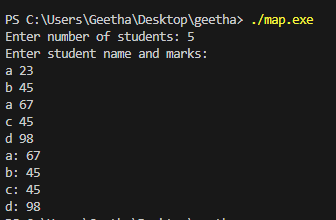 PS C:\Users\Geetha\Desktop\geetha> ./map.exe
Enter number of students: 5
Enter student name and marks:
a 23
b 45
a 67
c 45
d 98
a: 67
b: 45
c: 45
d: 98